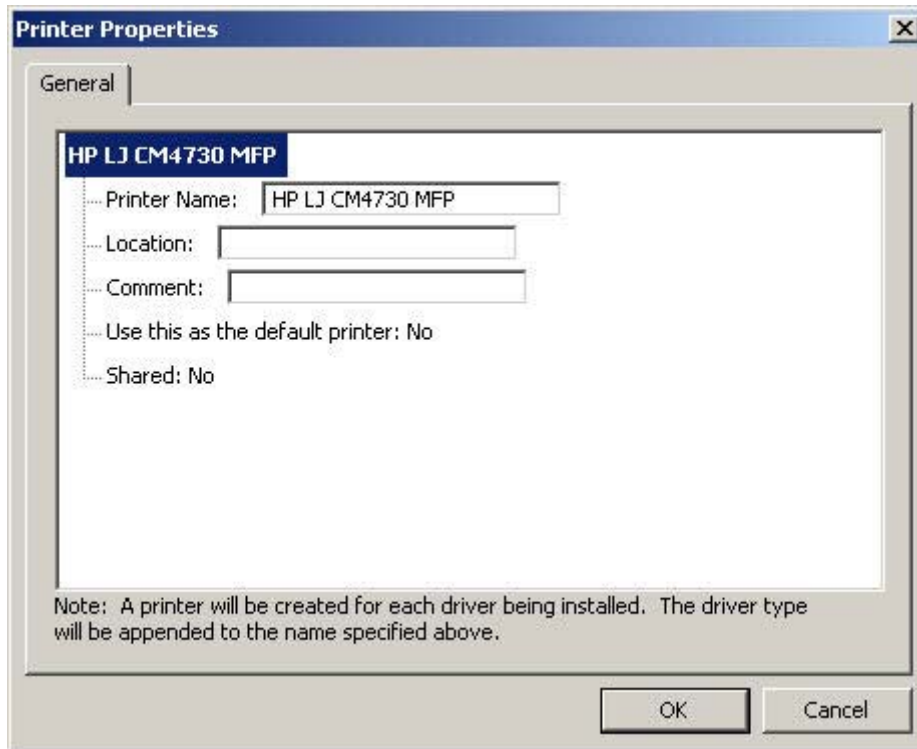 Printer Properties
General
HP LJ CM4730 MFP
Printer Name: HP LJ CM4730 MFP
Location:
Comment:
Use this as the default printer: No
Shared: No
Note: A printer will be created for each driver being installed. The driver type
will be appended to the name specified above.
OK Cancel